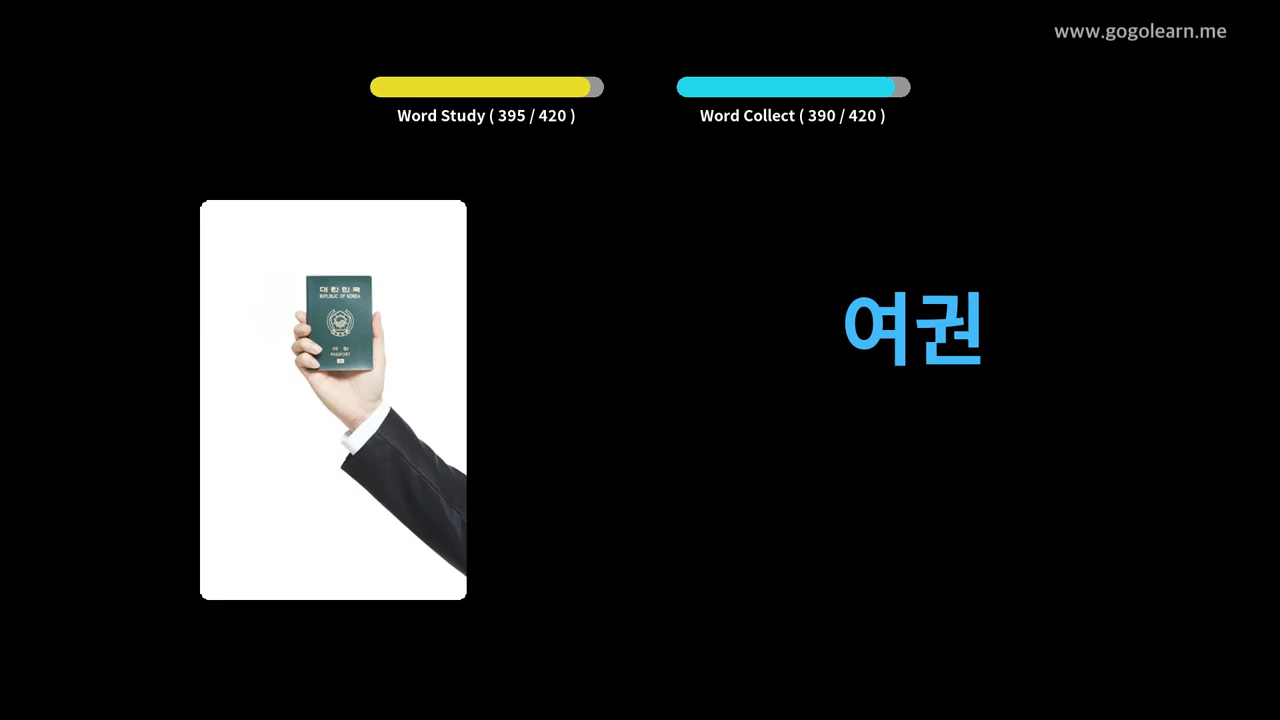 www.gogolearn.me
Word Study ( 395 / 420 )
Word Collect ( 390 / 420 )
대한민국
REPUBLIC OF KOREA
여권
PASSPORT
여권